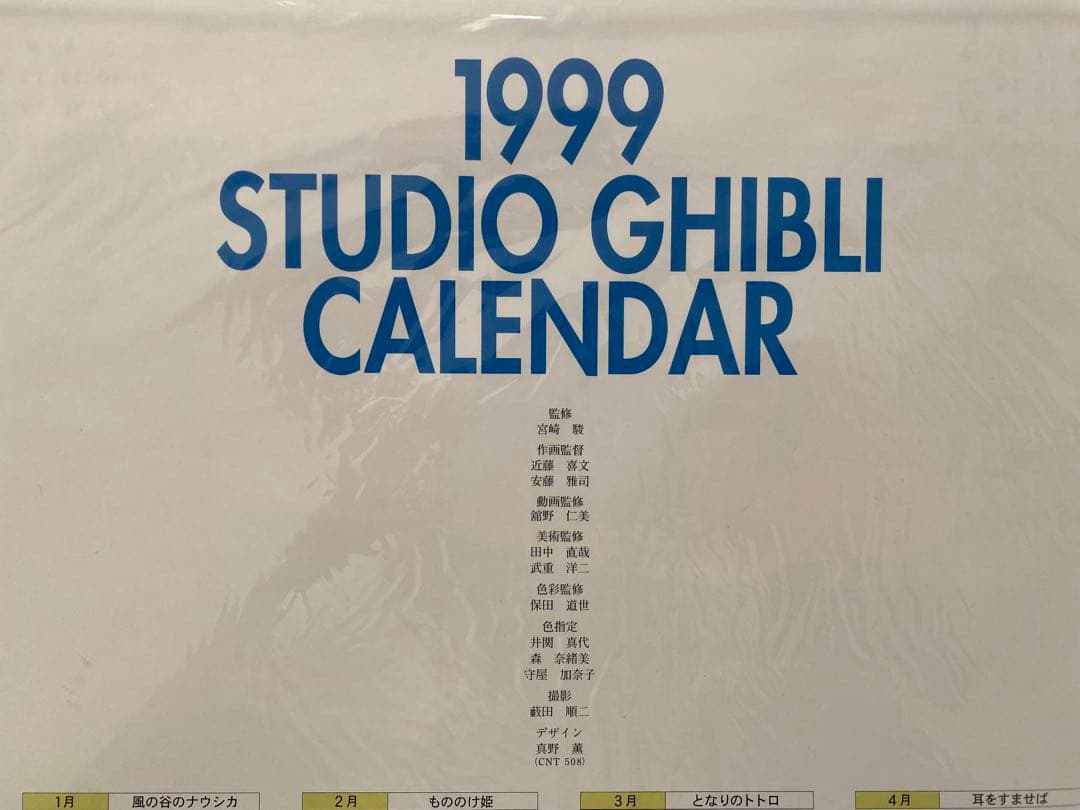 1999
STUDIO GHIBLI
CALENDAR
監修
宮崎 駿
作画監督
近藤 喜文
安藤 雅司
動画監修
舘野 仁美
美術監修
田中 直哉
武重 洋二
色彩監修
保田 道世
色指定
井関 真代
森 奈緒美
守屋 加奈子
撮影
藪田 順二
デザイン
真野 薫
(CNT 508)
1月 風の谷のナウシカ 2月 もののけ姫 3月 となりのトトロ 4月 耳をすませば